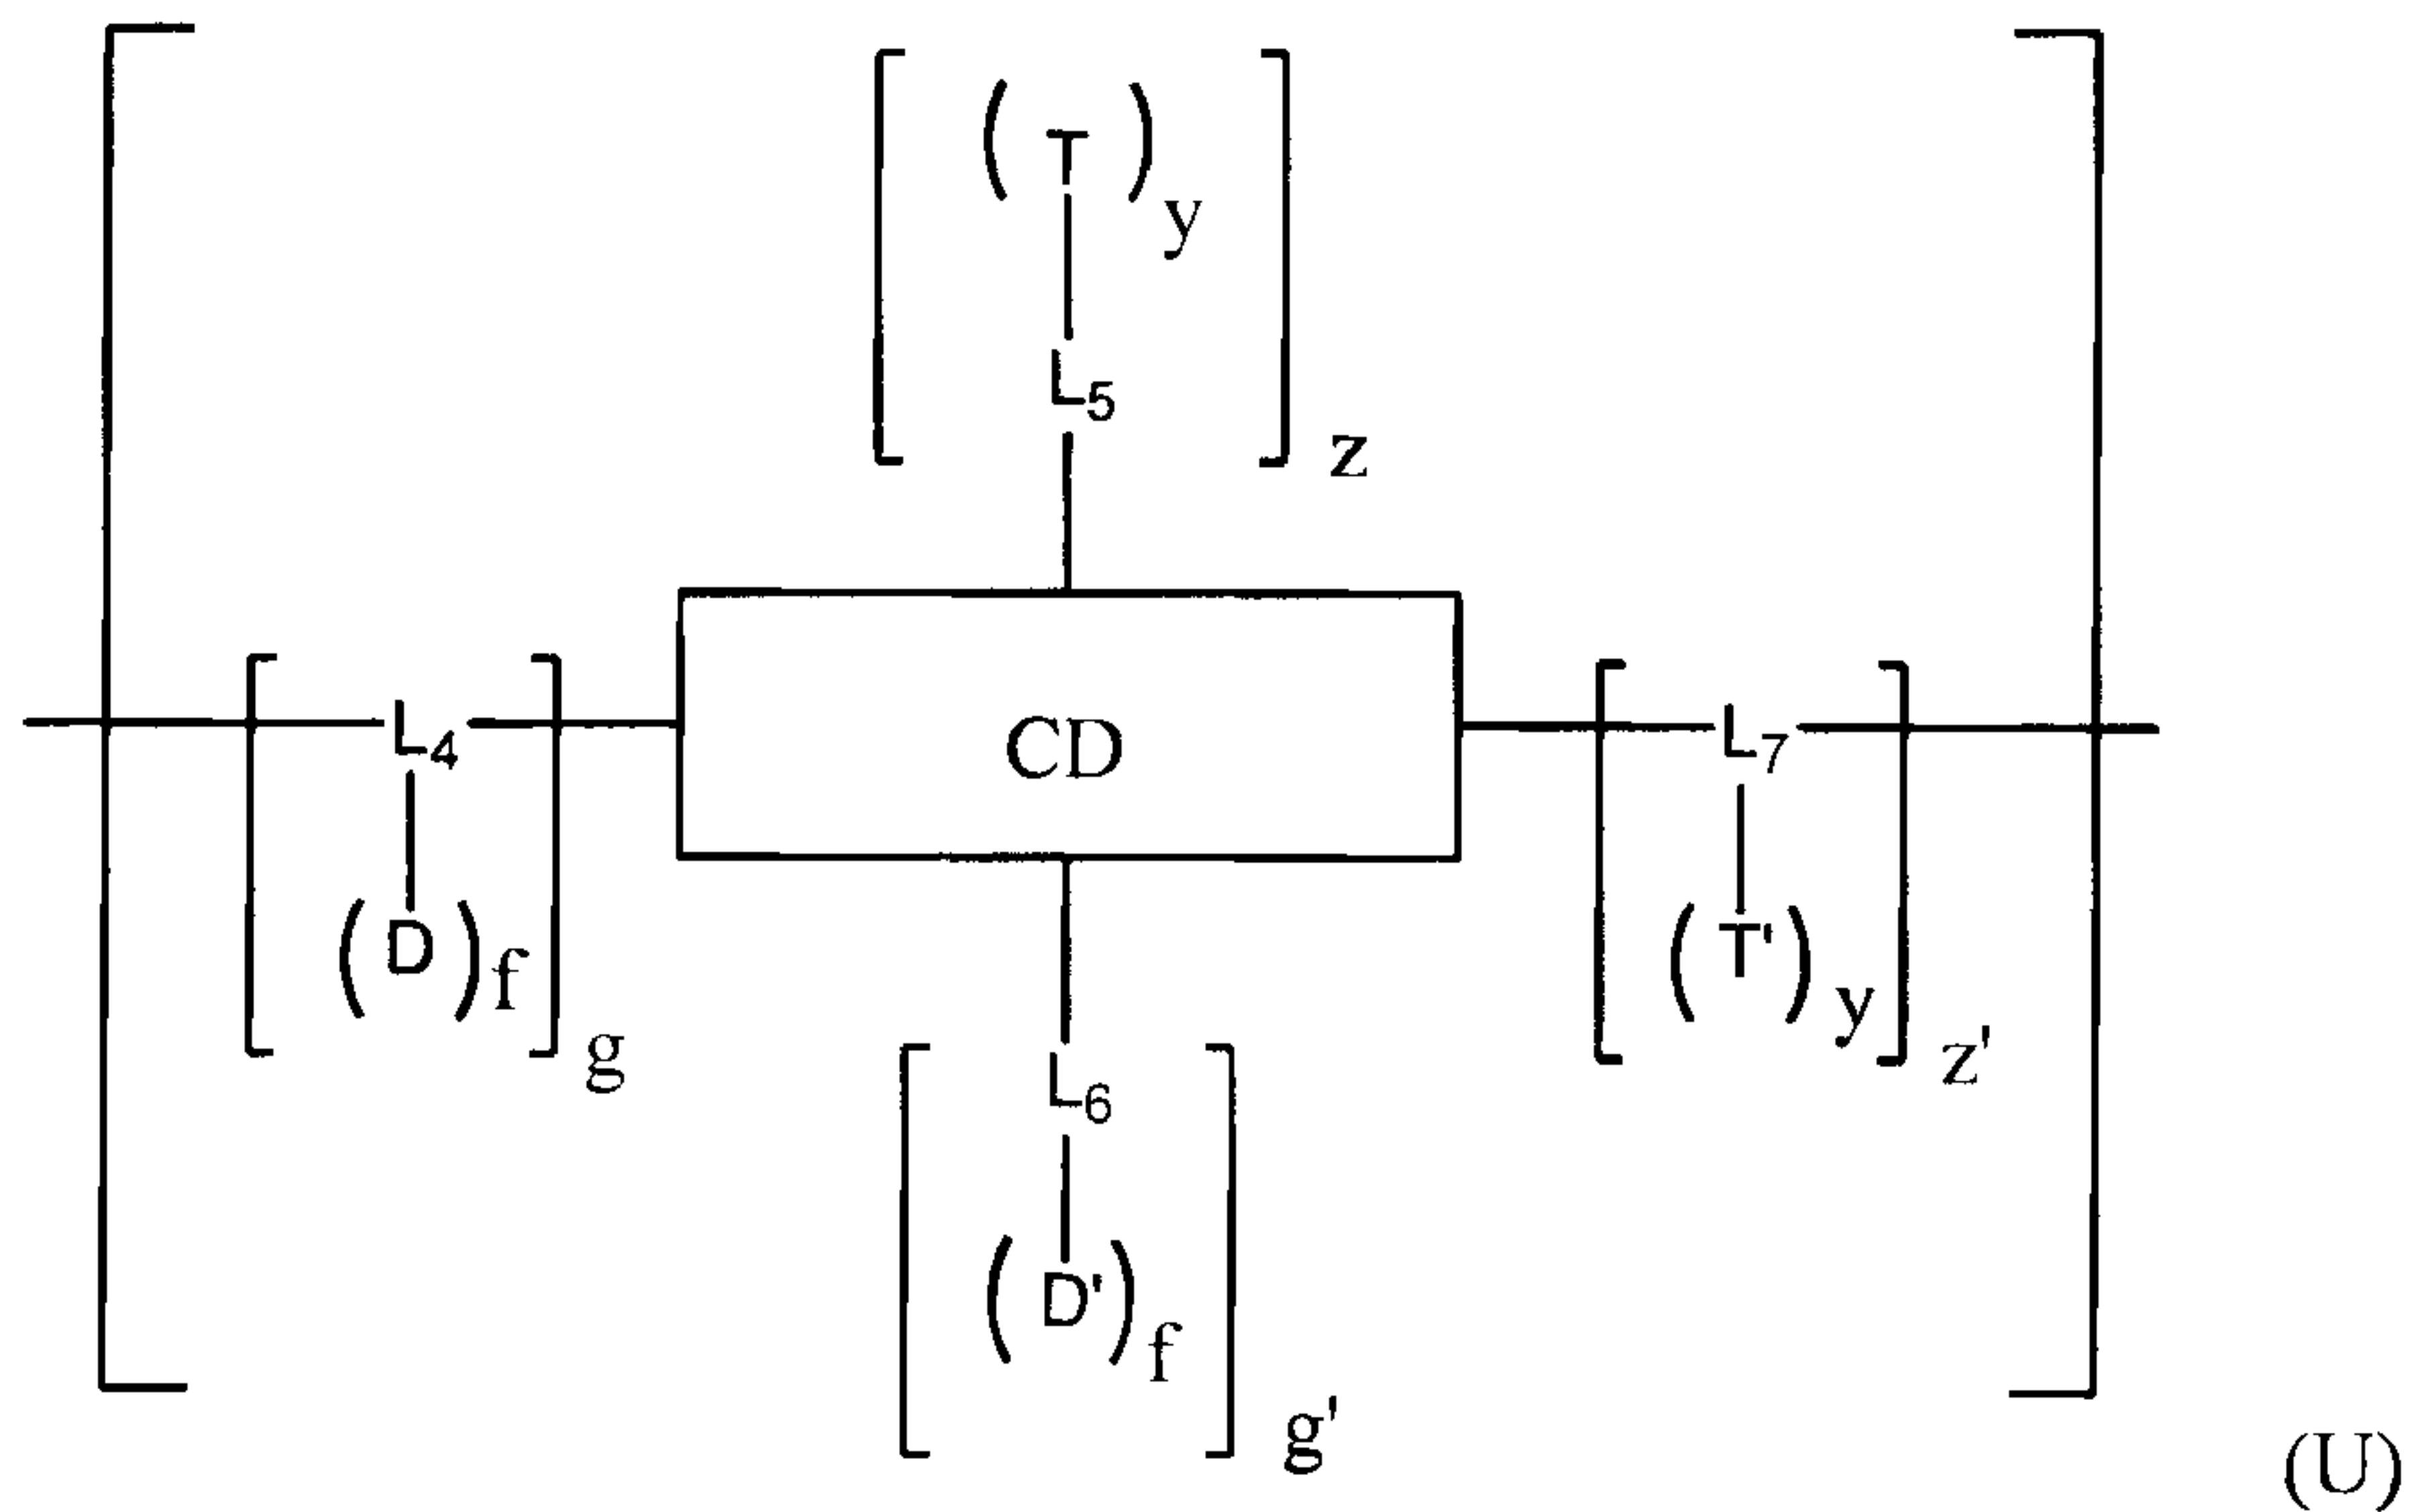 ( T ) y
L5
z
L4
CD
L7
( D ) f
g
( T' ) y
z'
L6
( D' ) f
g'
(U)